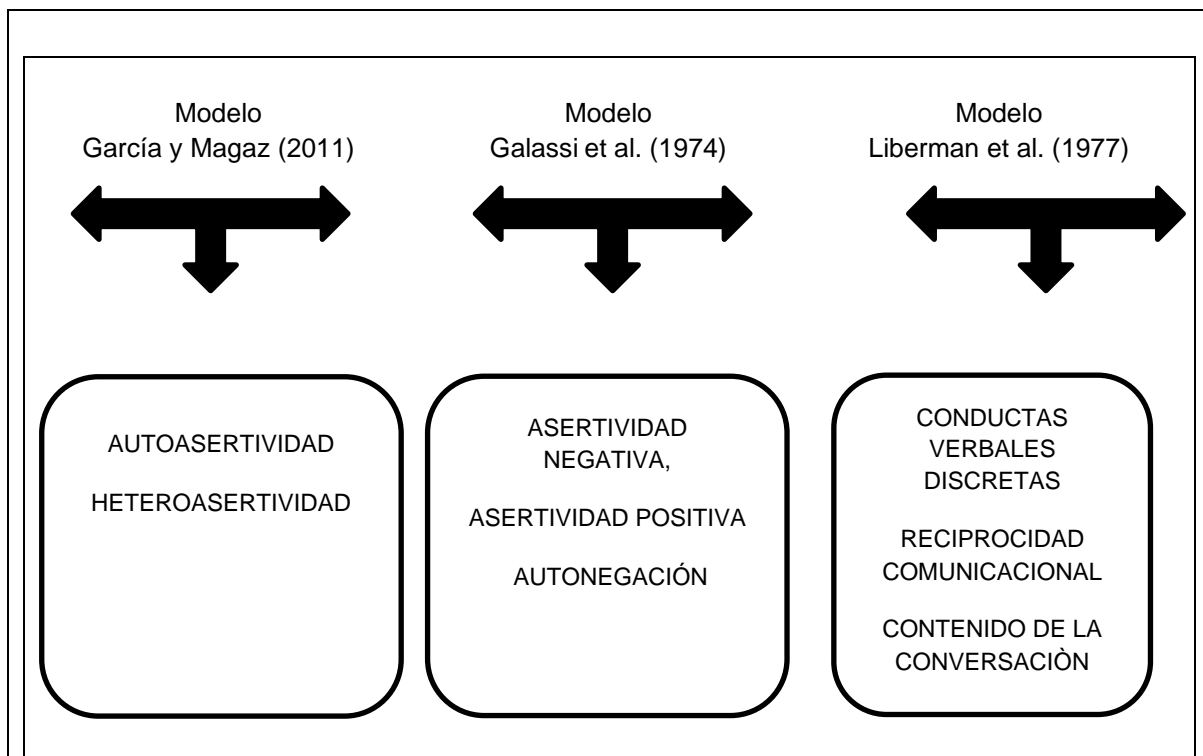 Modelo
García y Magaz (2011)
Modelo
Galassi et al. (1974)
Modelo
Liberman et al. (1977)
AUTOASERTIVIDAD
HETEROASERTIVIDAD
ASERTIVIDAD
NEGATIVA,
ASERTIVIDAD POSITIVA
AUTONEGACIÓN
CONDUCTAS
VERBALES
DISCRETAS
RECIPROCIDAD
COMUNICACIONAL
CONTENIDO DE LA
CONVERSACIÒN